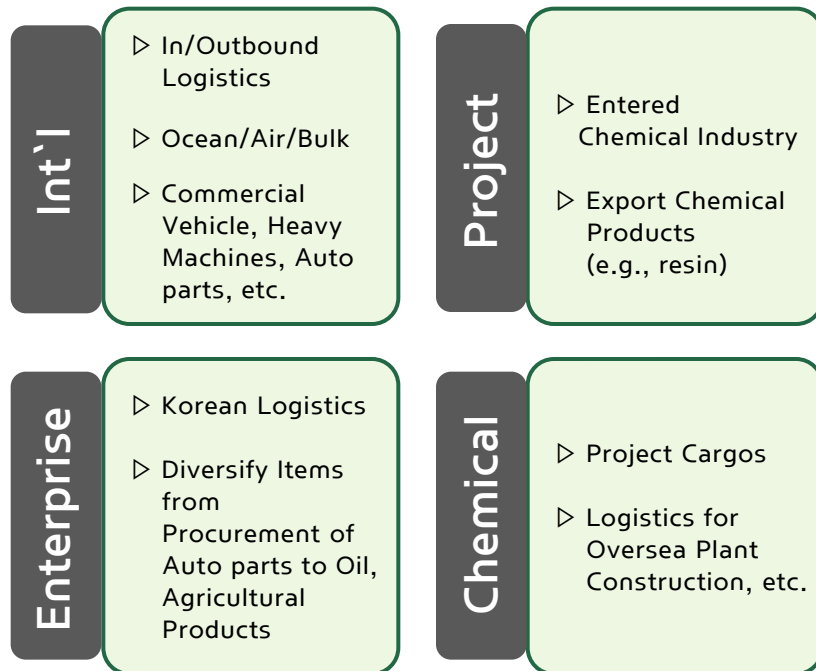 Int`l
▷ In/Outbound
Logistics
▷ Ocean/Air/Bulk
▷ Commercial
Vehicle, Heavy
Machines, Auto
parts, etc.
Project
▷ Entered
Chemical Industry
▷ Export Chemical
Products
(e.g., resin)
Enterprise
▷ Korean Logistics
▷ Diversify Items
from
Procurement of
Auto parts to Oil,
Agricultural
Products
Chemical
▷ Project Cargos
▷ Logistics for
Oversea Plant
Construction, etc.